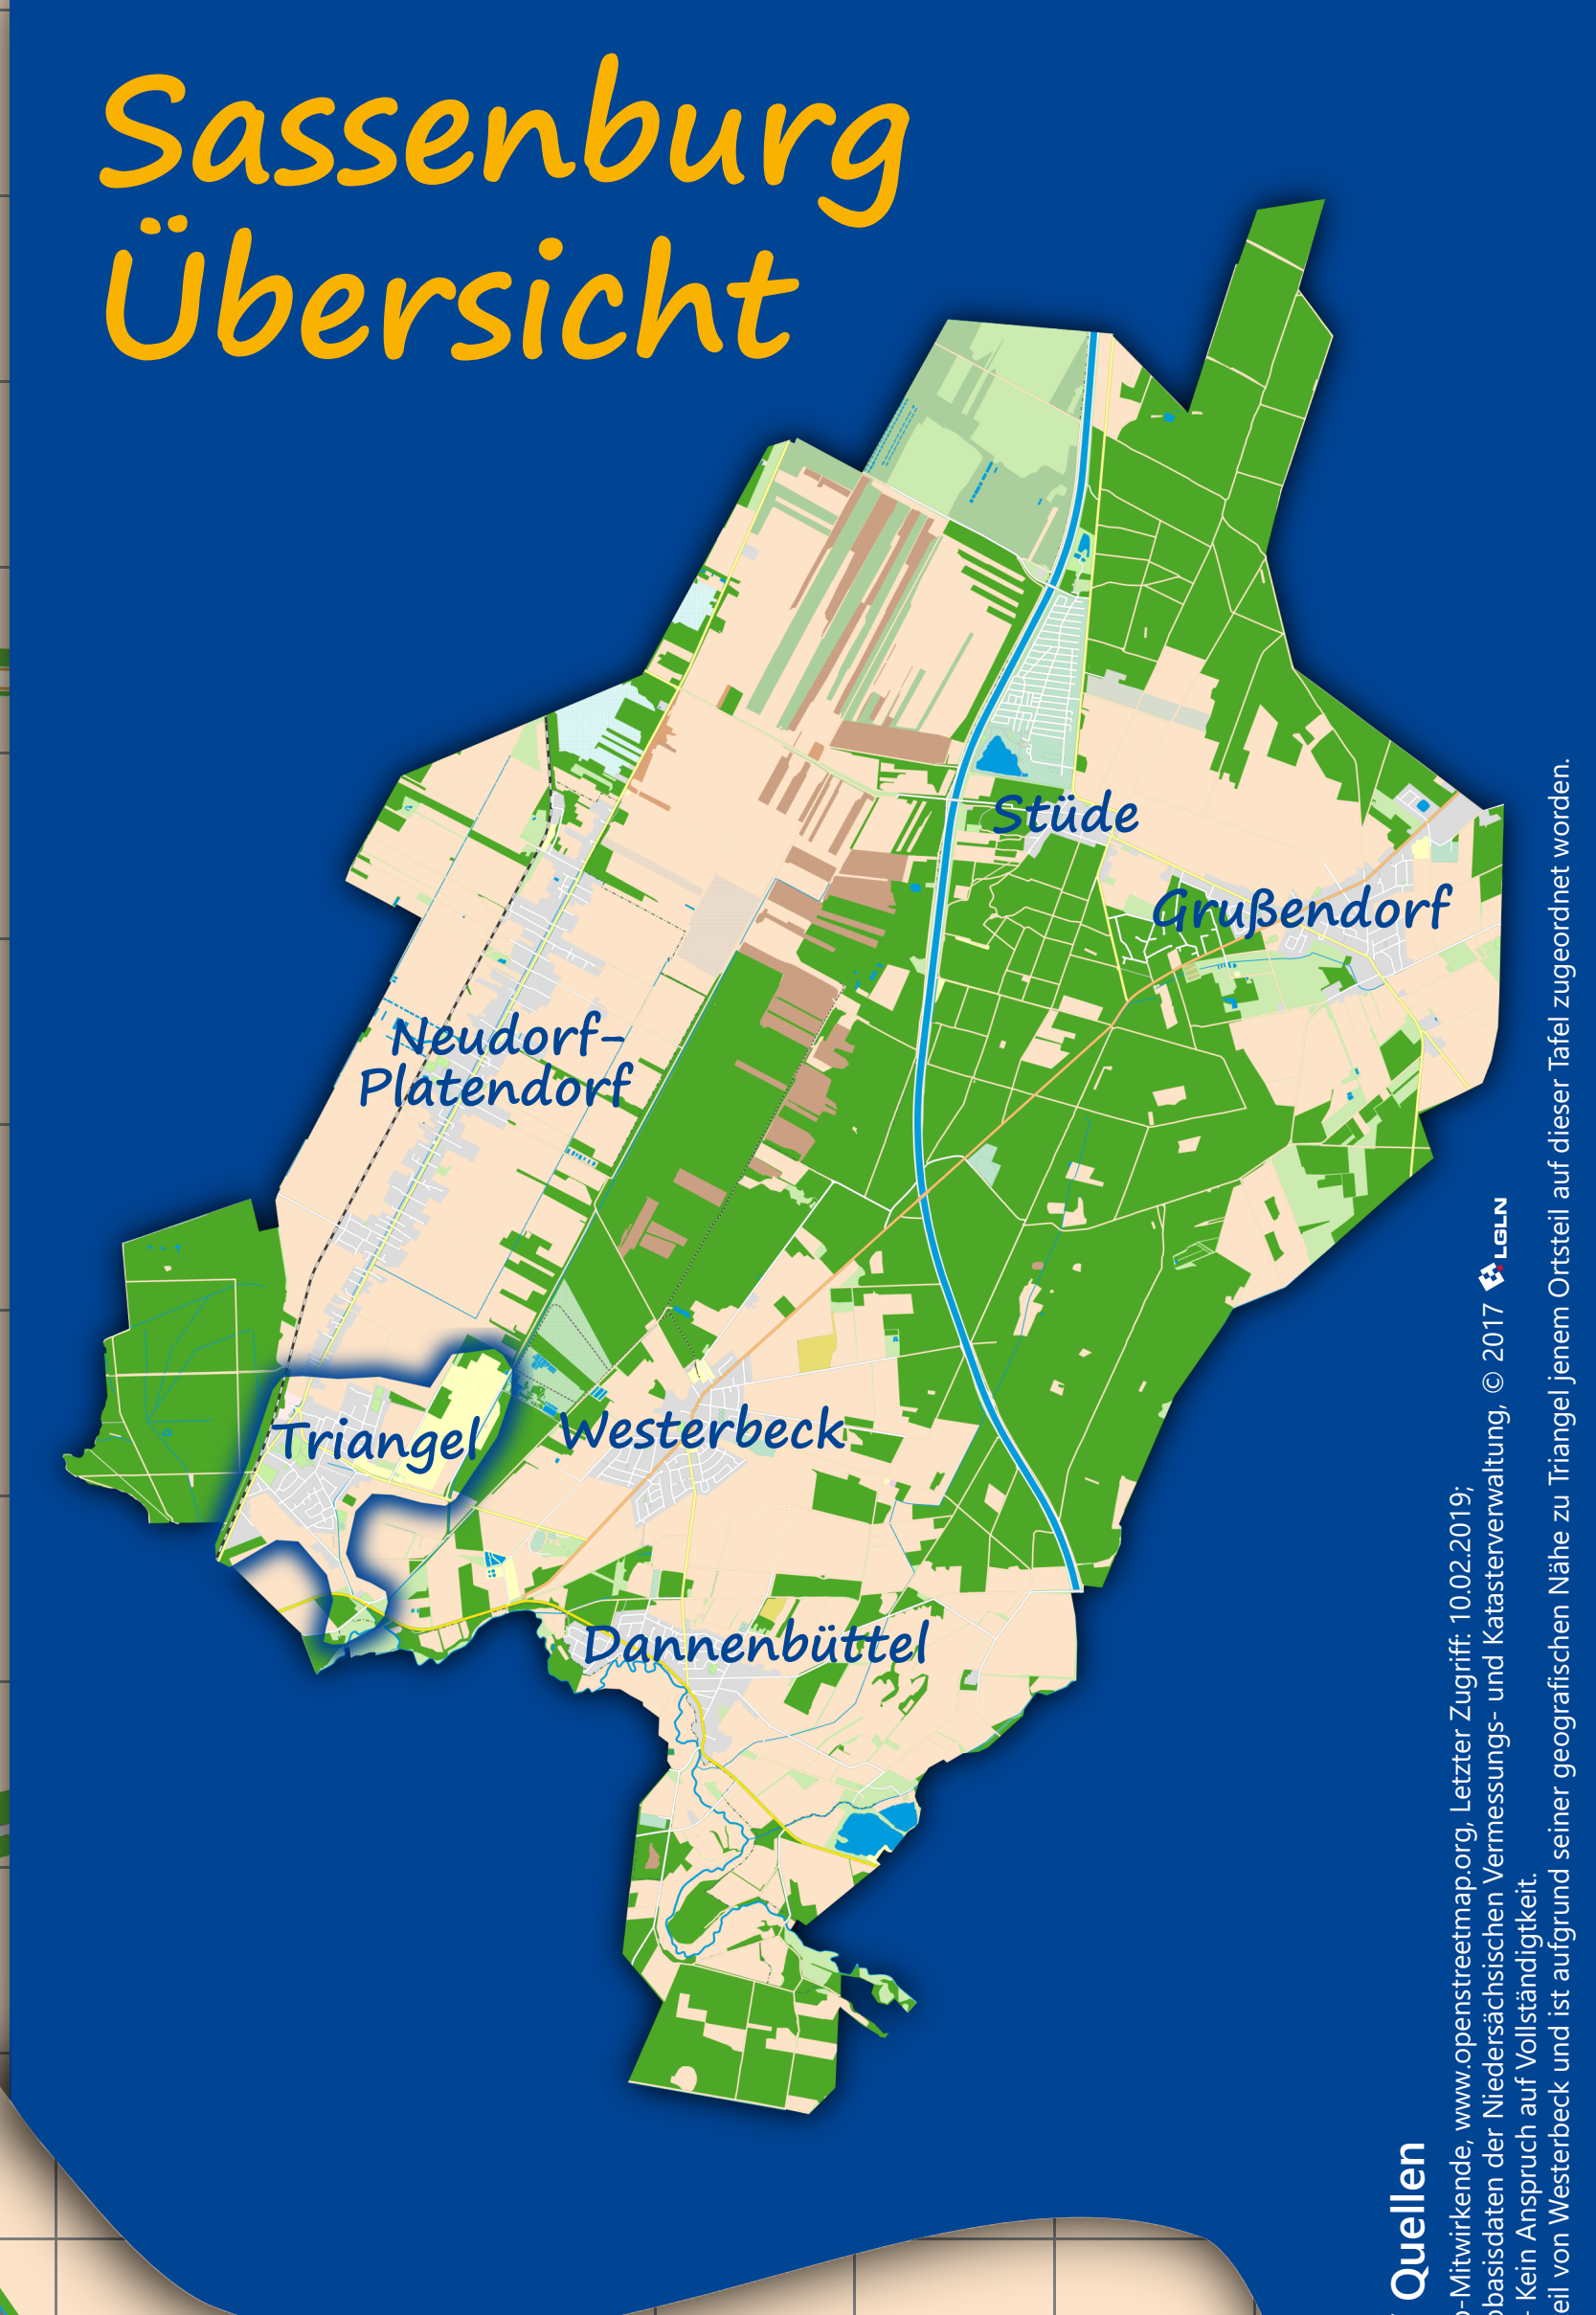 Sassenburg
Übersicht
Stüde
Grußendorf
Neudorf-
Platendorf
Triangel
Westerbeck
Dannenbüttel
Quellen
-Mitwirkende, www.openstreetmap.org, Letzter Zugriff: 10.02.2019;
basisdaten der Niedersächsischen Vermessungs- und Katasterverwaltung, © 2017 LGLN
Kein Anspruch auf Vollständigkeit.
eil von Westerbeck und ist aufgrund seiner geografischen Nähe zu Triangel jenem Ortsteil auf dieser Tafel zugeordnet worden.